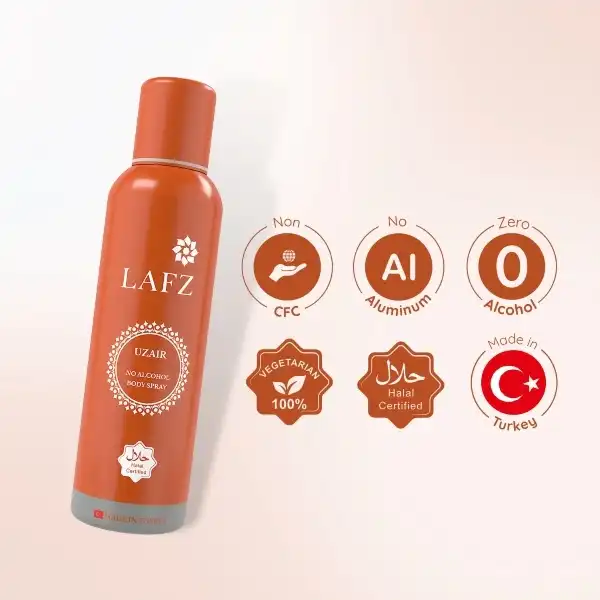 LAFZ
UZAIR
NO ALCOHOL
BODY SPRAY
حلال
Halal
Certified
Non
CFC
No
Al
Aluminum
Zero
0
Alcohol
VEGETARIAN
100%
حلال
Halal
Certified
Made in
Turkey